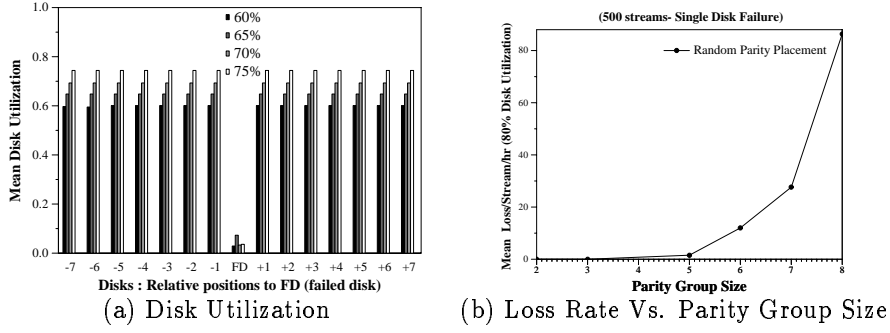 1.0
0.8
0.6
0.4
0.2
0.0
Mean Disk Utilization
60%
65%
70%
75%
-7 -6 -5 -4 -3 -2 -1 FD +1 +2 +3 +4 +5 +6 +7
Disks : Relative positions to FD (failed disk)
(a) Disk Utilization
(500 streams- Single Disk Failure)
Random Parity Placement
Mean Loss/Stream/hr (80% Disk Utilization)
80
60
40
20
0
2 3 4 5 6 7 8
Parity Group Size
(b) Loss Rate Vs. Parity Group Size